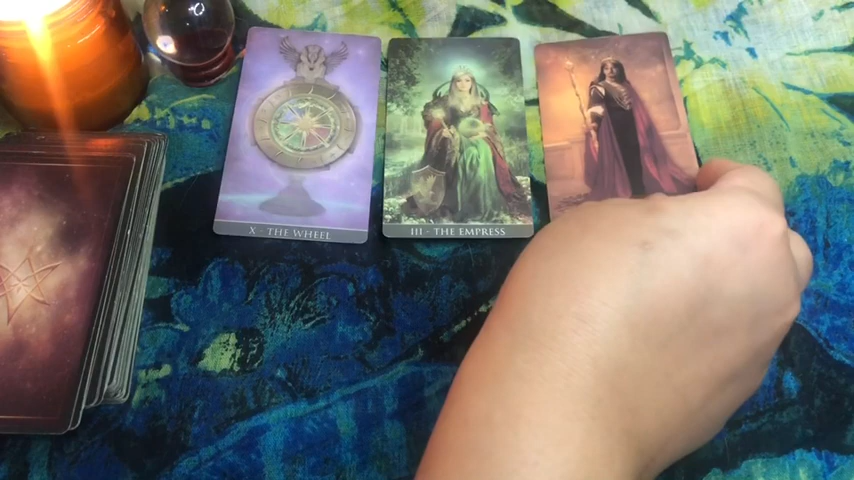 X · THE WHEEL
III · THE EMPRESS